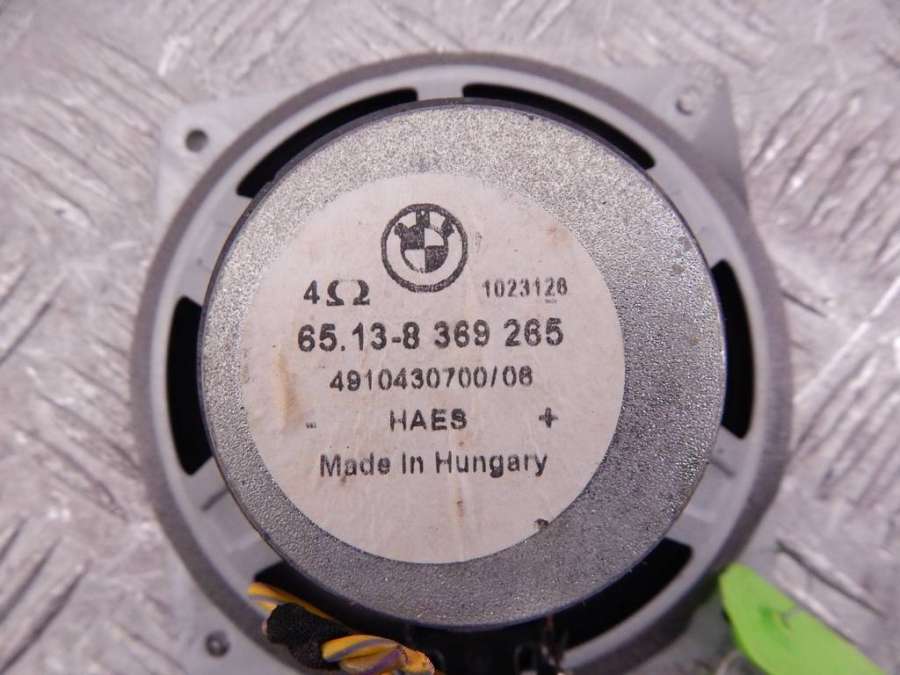 4Ω 1023128
65.13-8 369 265
4910430700/08
- HAES +
Made In Hungary